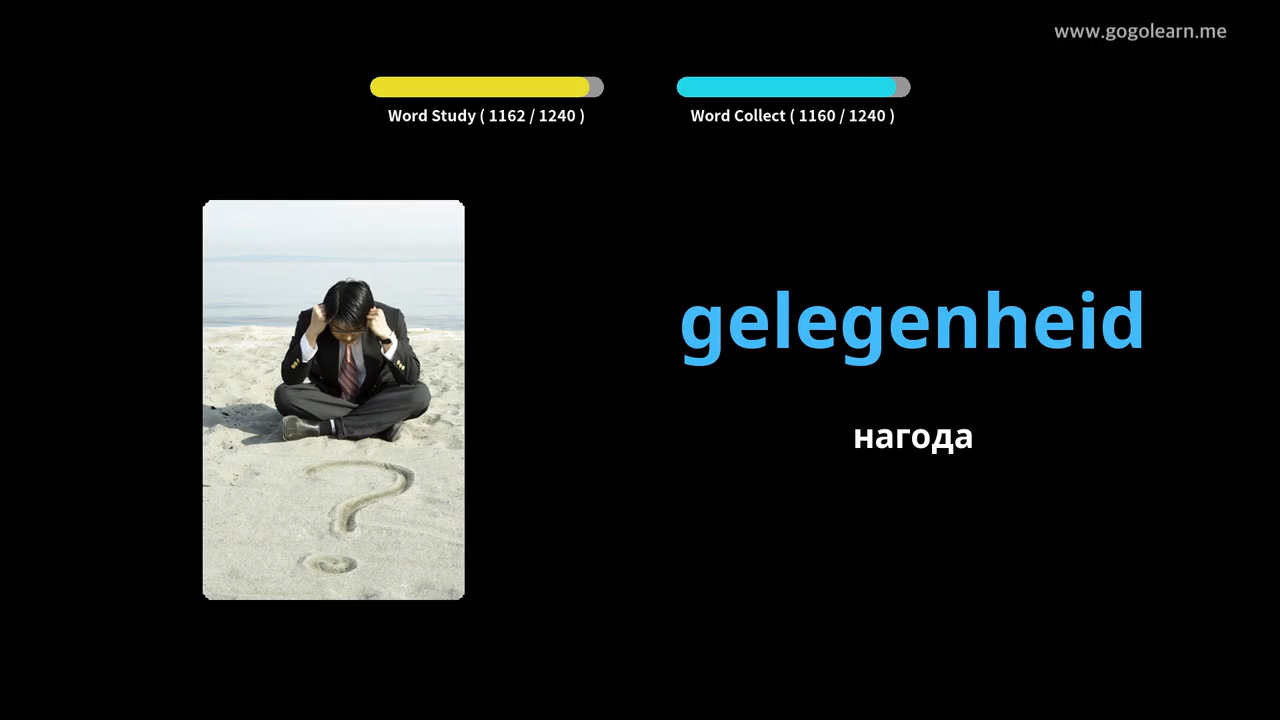 www.gogolearn.me
Word Study ( 1162 / 1240 )
Word Collect ( 1160 / 1240 )
gelegenheid
нагода
?